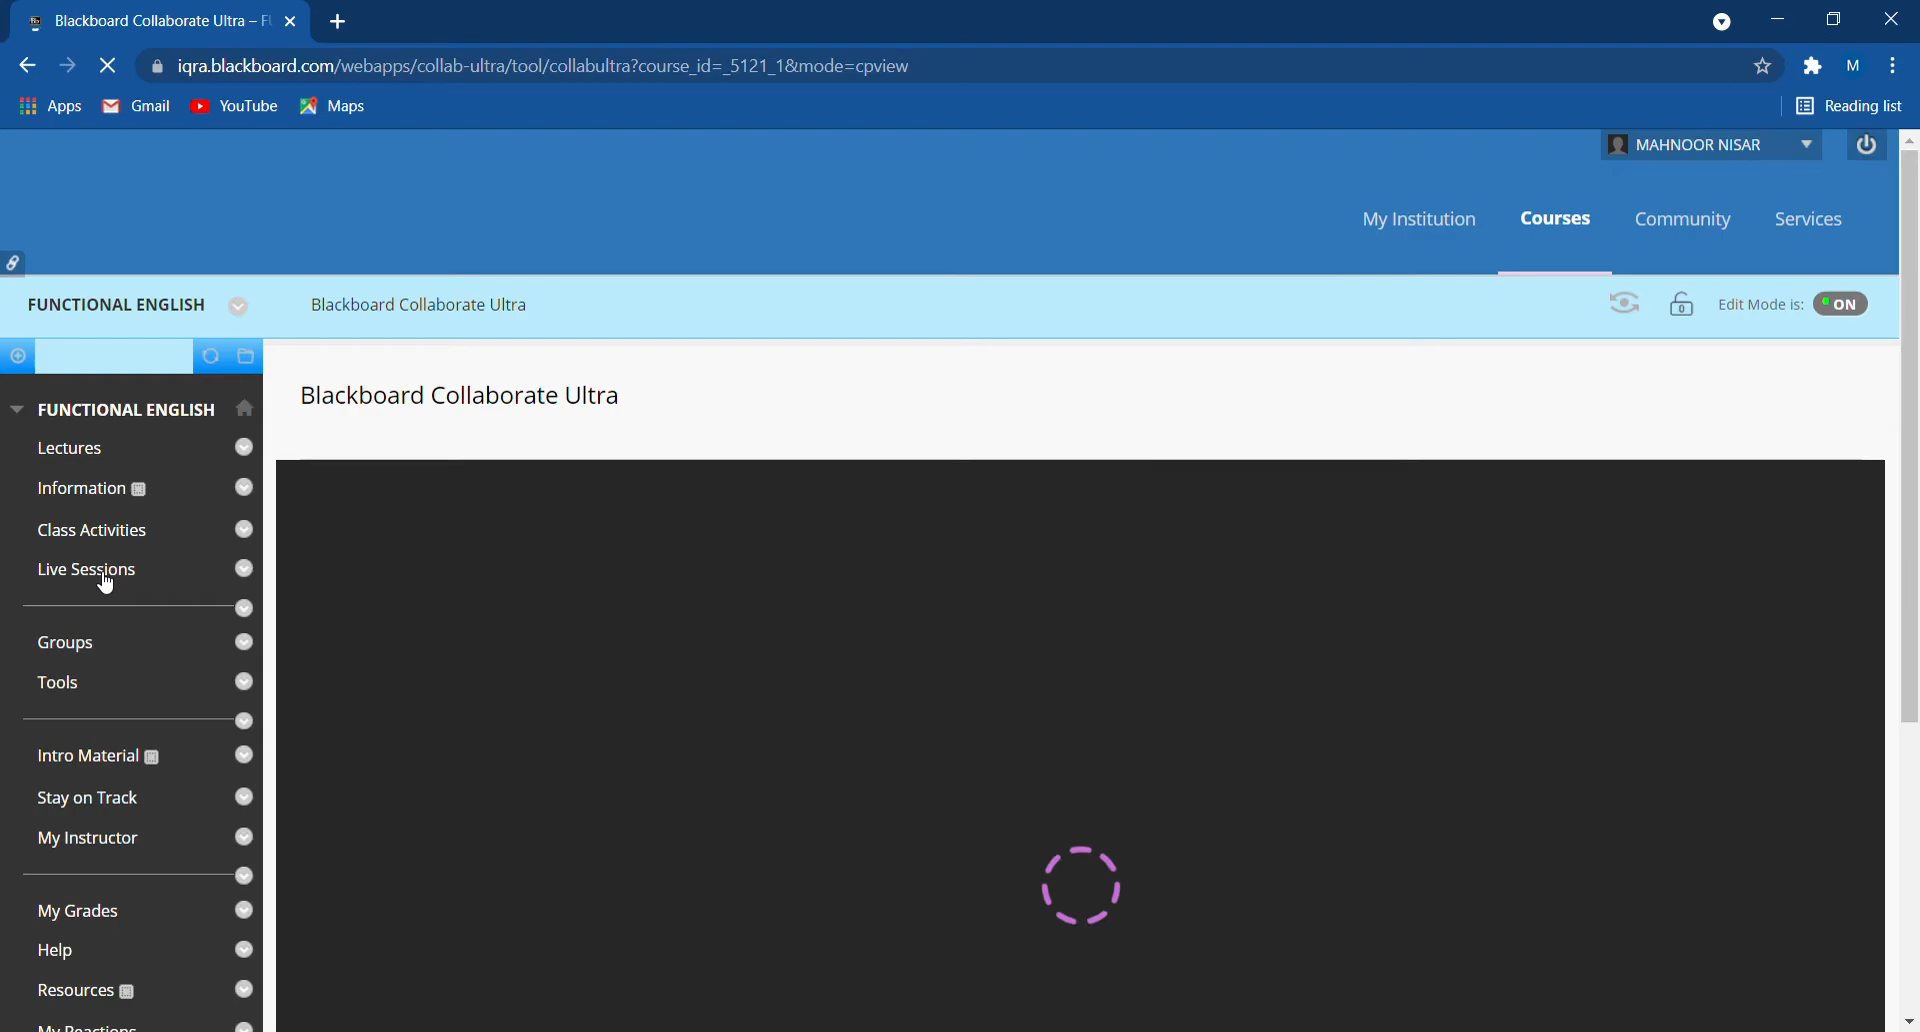 Blackboard Collaborate Ultra – FU
iqra.blackboard.com/webapps/collab-ultra/tool/collabultra?course_id=_5121_1&mode=cpview
M
Apps Gmail YouTube Maps Reading list
MAHNOOR NISAR
My Institution Courses Community Services
FUNCTIONAL ENGLISH Blackboard Collaborate Ultra Edit Mode is: ON
Blackboard Collaborate Ultra
FUNCTIONAL ENGLISH
Lectures
Information
Class Activities
Live Sessions
Groups
Tools
Intro Material
Stay on Track
My Instructor
My Grades
Help
Resources
My Reactions